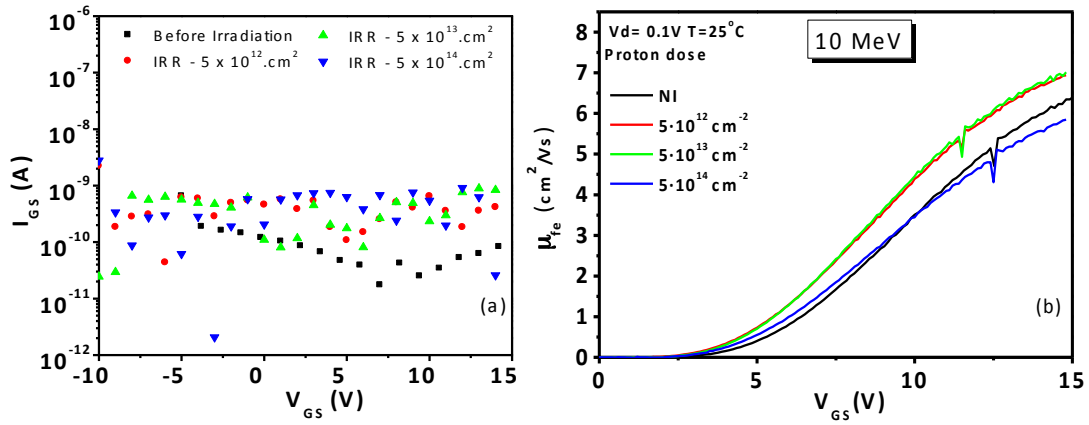 10⁻⁶
10⁻⁷
10⁻⁸
10⁻⁹
10⁻¹⁰
10⁻¹¹
10⁻¹²
I_GS (A)
Before Irradiation
IRR - 5 x 10¹².cm²
IRR - 5 x 10¹³.cm²
IRR - 5 x 10¹⁴.cm²
(a)
-10 -5 0 5 10 15
V_GS (V)
7
6
5
4
3
2
1
0
μ_fe (cm²/Vs)
Vd= 0.1V T=25°C
Proton dose
10 MeV
NI
5·10¹² cm⁻²
5·10¹³ cm⁻²
5·10¹⁴ cm⁻²
(b)
0 5 10 15
V_GS (V)